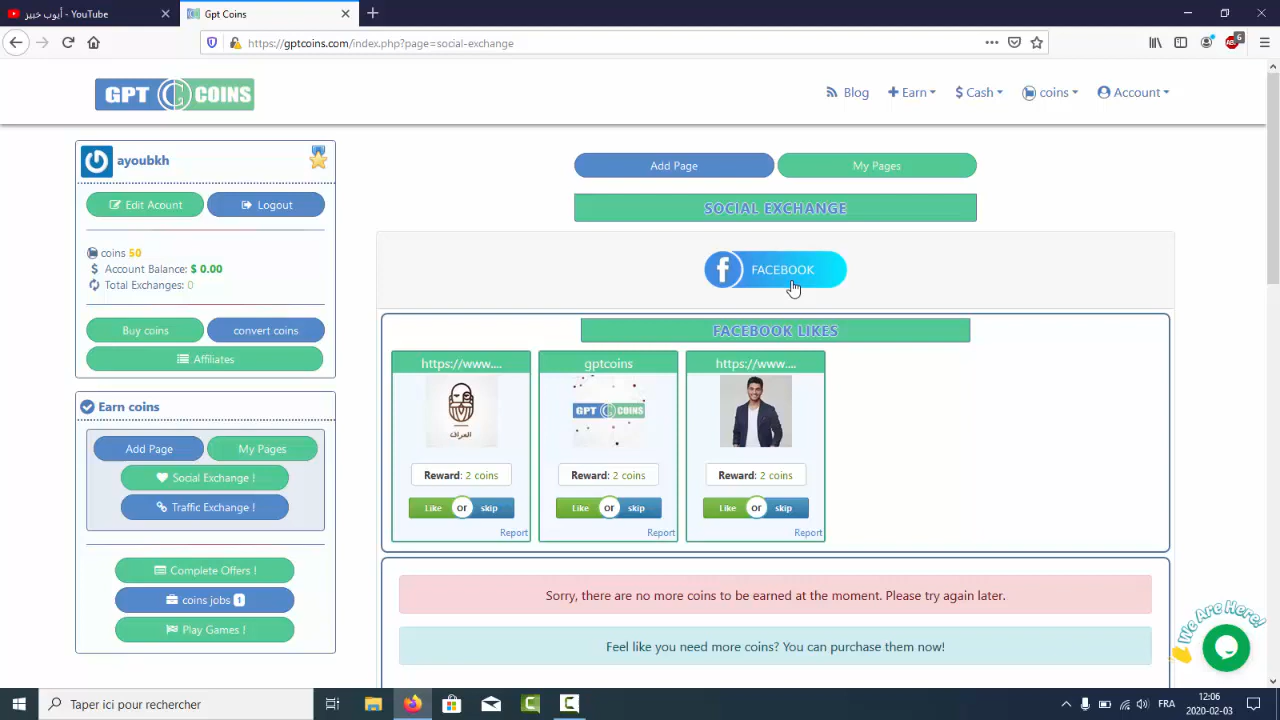 أيوب خبيز - YouTube
Gpt Coins
https://gptcoins.com/index.php?page=social-exchange
6
GPT COINS
Blog
Earn
$ Cash
coins
Account
ayoubkh
Edit Acount
Logout
coins 50
$ Account Balance: $ 0.00
Total Exchanges: 0
Buy coins
convert coins
Affiliates
Earn coins
Add Page
My Pages
Social Exchange !
Traffic Exchange !
Complete Offers !
coins jobs 1
Play Games !
Add Page
My Pages
SOCIAL EXCHANGE
FACEBOOK
FACEBOOK LIKES
https://www....
gptcoins
https://www....
العراف
GPT COINS
Reward: 2 coins
Reward: 2 coins
Reward: 2 coins
Like or skip
Like or skip
Like or skip
Report
Report
Report
Sorry, there are no more coins to be earned at the moment. Please try again later.
Feel like you need more coins? You can purchase them now!
We Are Here!
Taper ici pour rechercher
FRA
12:06
2020-02-03